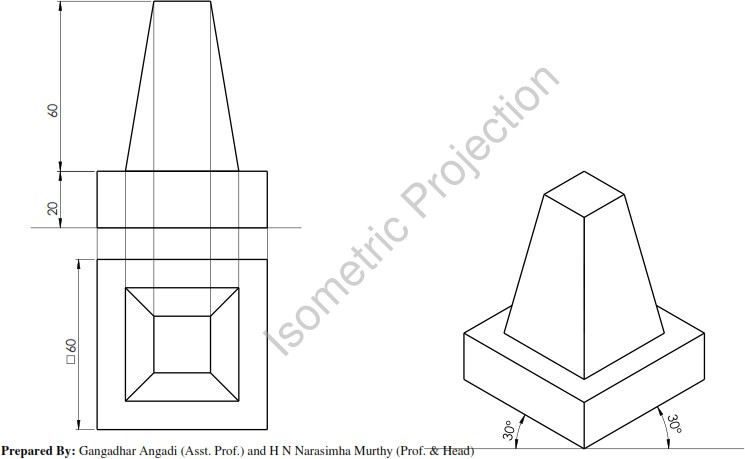 60
20
□60
Isometric Projection
30°
30°
Prepared By: Gangadhar Angadi (Asst. Prof.) and H N Narasimha Murthy (Prof. & Head)